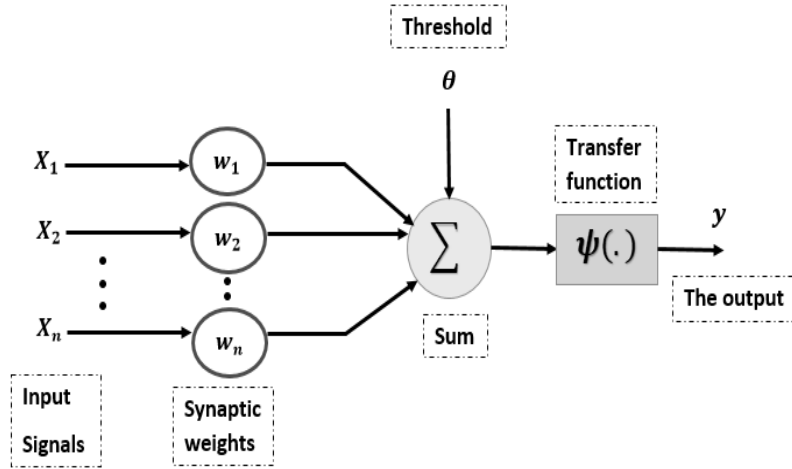 Threshold
θ
X₁
w₁
X₂
w₂
Xₙ
wₙ
∑
Sum
Transfer
function
ψ(.)
y
The output
Input
Signals
Synaptic
weights